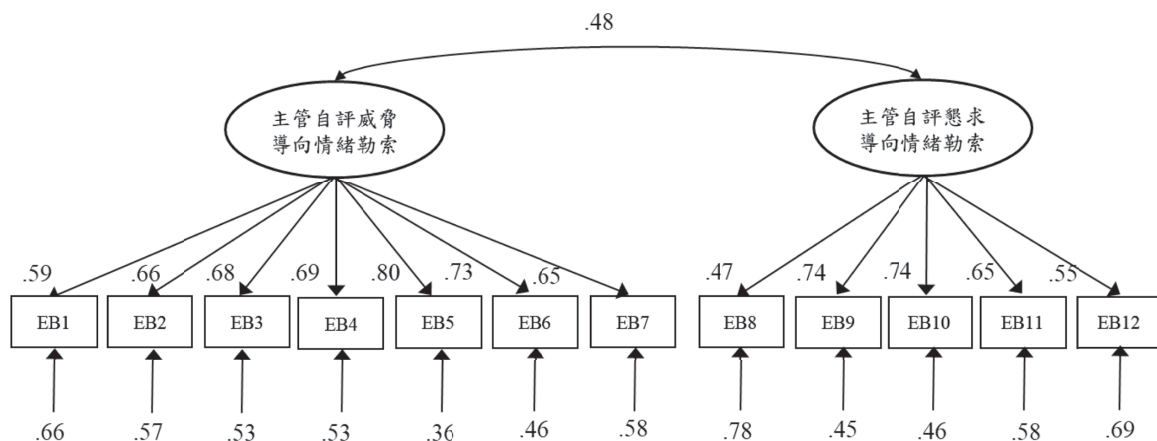 .48
主管自評威脅
導向情緒勒索
主管自評懇求
導向情緒勒索
.59 .66 .68 .69 .80 .73 .65 .47 .74 .74 .65 .55
EB1 EB2 EB3 EB4 EB5 EB6 EB7 EB8 EB9 EB10 EB11 EB12
.66 .57 .53 .53 .36 .46 .58 .78 .45 .46 .58 .69